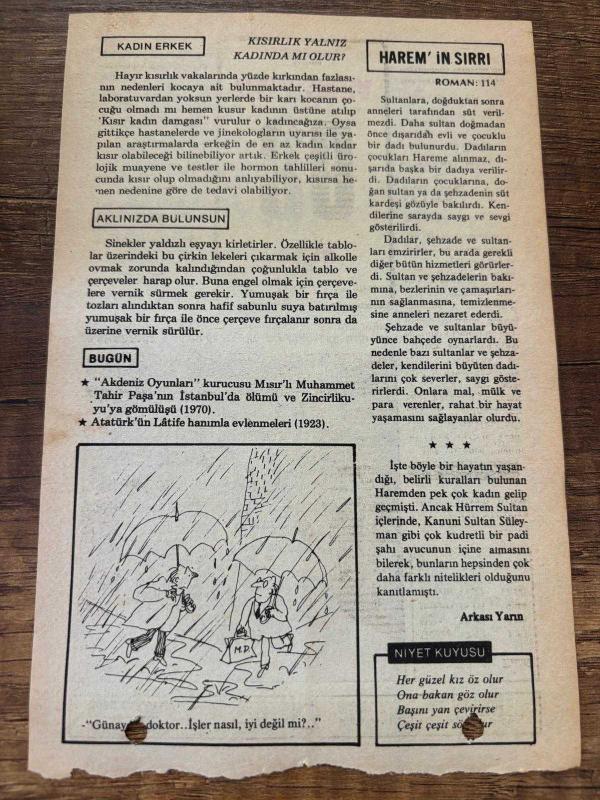 KADIN ERKEK
KISIRLIK YALNIZ
KADINDA MI OLUR?
Hayır kısırlık vakalarında yüzde kırkından fazlası-
nın nedenleri kocaya ait bulunmaktadır. Hastane,
laboratuvardan yoksun yerlerde bir karı kocanın ço-
cuğu olmadı mı hemen kusur kadının üstüne atılıp
'Kısır kadın damgası" vurulur o kadıncağıza. Oysa
gittikçe hastanelerde ve jinekologların uyarısı ile ya-
pılan araştırmalarda erkeğin de en az kadın kadar
kısır olabileceği bilinebiliyor artık. Erkek çeşitli üro-
lojik muayene ve testler ile hormon tahlilleri sonu-
cunda kısır olup olmadığını anlıyabiliyor, kısırsa he-
men nedenine göre de tedavi olabiliyor.
AKLINIZDA BULUNSUN
Sinekler yaldızlı eşyayı kirletirler. Özellikle tablo-
lar üzerindeki bu çirkin lekeleri çıkarmak için alkolle
ovmak zorunda kalındığından çoğunlukla tablo ve
çerçeveler harap olur. Buna engel olmak için çerçeve-
lere vernik sürmek gerekir. Yumuşak bir fırça ile
tozları alındıktan sonra hafif sabunlu suya batırılmış
yumuşak bir fırça ile önce çerçeve fırçalanır sonra da
üzerine vernik sürülür.
BUGÜN
★ "Akdeniz Oyunları" kurucusu Mısır'lı Muhammet
Tahir Paşa'nın İstanbul'da ölümü ve Zincirliku-
yu'ya gömülüşü (1970).
★ Atatürk'ün Lâtife hanımla evlenmeleri (1923).
M.D.
doktor..İşler nasıl, iyi değil mi?.."
HAREM' İN SIRRI
ROMAN: 114
Sultanlara, doğduktan sonra
anneleri tarafından süt veril-
mezdi. Daha sultan doğmadan
önce dışarıdan evli ve çocuklu
bir dadı bulunurdu. Dadıların
çocukları Hareme alınmaz, dı-
şarıda başka bir dadıya verilir-
di. Dadıların çocuklarına, do-
ğan sultan ya da şehzadenin süt
kardeşi gözüyle bakılırdı. Ken-
dilerine sarayda saygı ve sevgi
gösterilirdi.
Dadılar, şehzade ve sultan-
ları emzirirler, bu arada gerekli
diğer bütün hizmetleri görürler-
di. Sultan ve şehzadelerin bakı-
mına, bezlerinin ve çamaşırları-
nın sağlanmasına, temizlenme-
sine anneleri nezaret ederdi.
Şehzade ve sultanlar büyü-
yünce bahçede oynarlardı. Bu
nedenle bazı sultanlar ve şehza-
deler, kendilerini büyüten dadı-
larını çok severler, saygı göste-
rirlerdi. Onlara mal, mülk ve
para verenler, rahat bir hayat
yaşamasını sağlayanlar olurdu.
★ ★ ★
İşte böyle bir hayatın yaşan-
dığı, belirli kuralları bulunan
Haremden pek çok kadın gelip
geçmişti. Ancak Hürrem Sultan
içlerinde, Kanuni Sultan Süley-
man gibi çok kudretli bir padi
şahı avucunun içine almasını
bilerek, bunların hepsinden çok
daha farklı nitelikleri olduğunu
kanıtlamıştı.
Arkası Yarın
NİYET KUYUSU
Her güzel kız öz olur
Ona bakan göz olur
Başını yan çevirirse
Çeşit çeşit